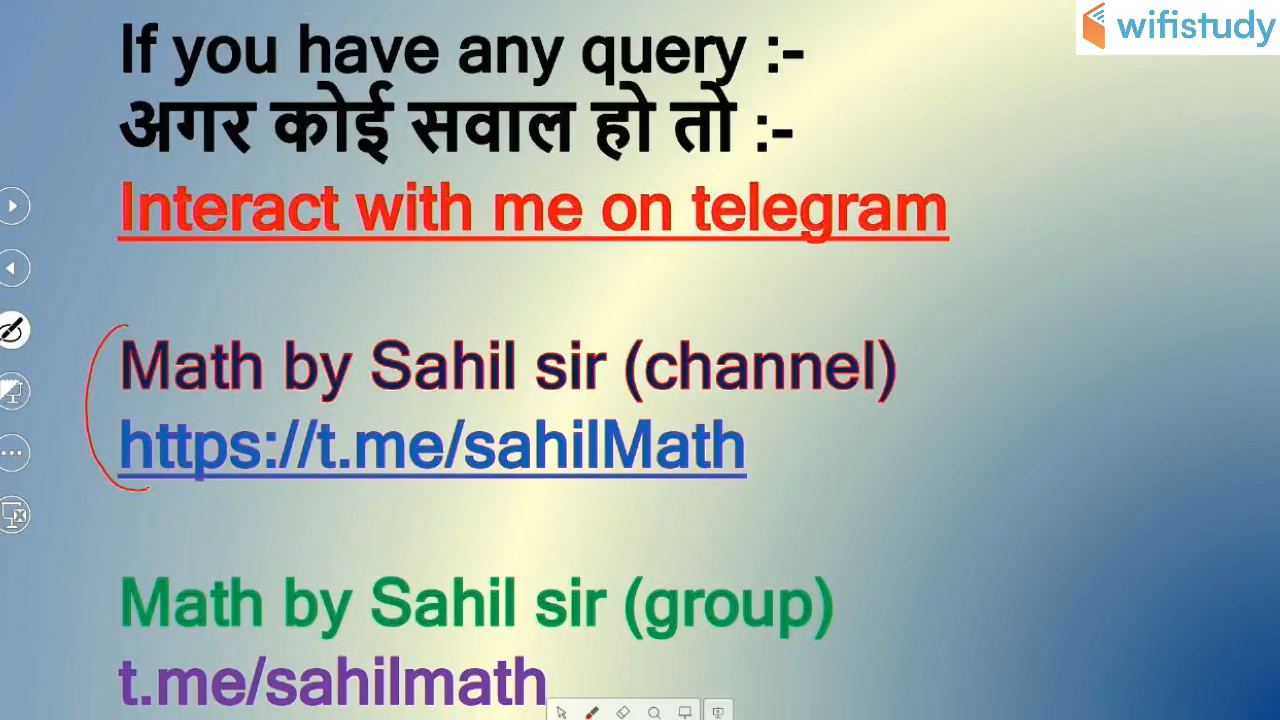 wifistudy
If you have any query :-
अगर कोई सवाल हो तो :-
Interact with me on telegram
Math by Sahil sir (channel)
https://t.me/sahilMath
Math by Sahil sir (group)
t.me/sahilmath